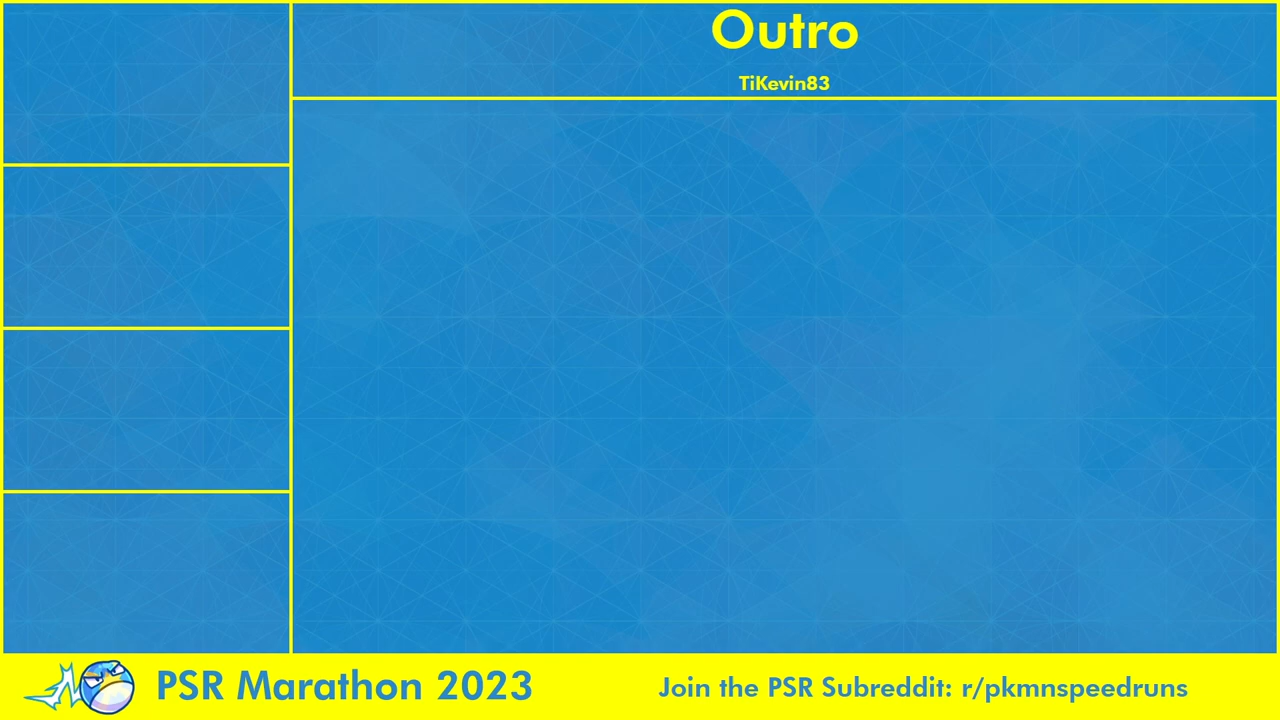 Outro
TiKevin83
PSR Marathon 2023
Join the PSR Subreddit: r/pkmnspeedruns